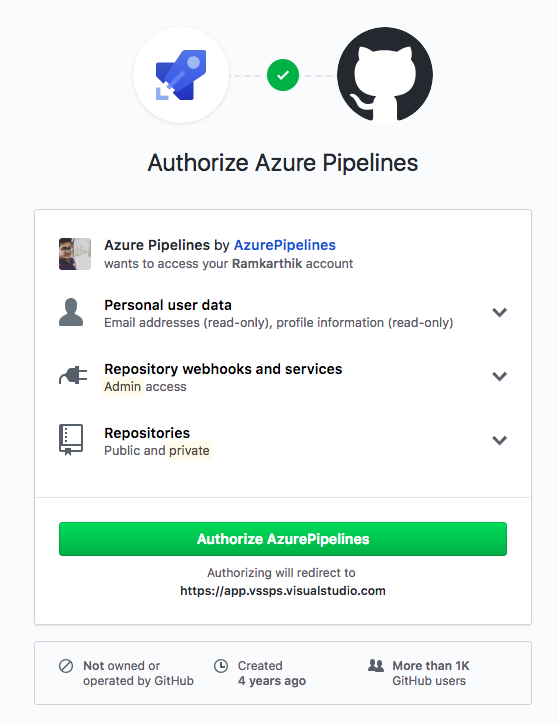 Authorize Azure Pipelines
Azure Pipelines by AzurePipelines
wants to access your Ramkarthik account
Personal user data
Email addresses (read-only), profile information (read-only)
Repository webhooks and services
Admin access
Repositories
Public and private
Authorize AzurePipelines
Authorizing will redirect to
https://app.vssps.visualstudio.com
Not owned or
operated by GitHub
Created
4 years ago
More than 1K
GitHub users